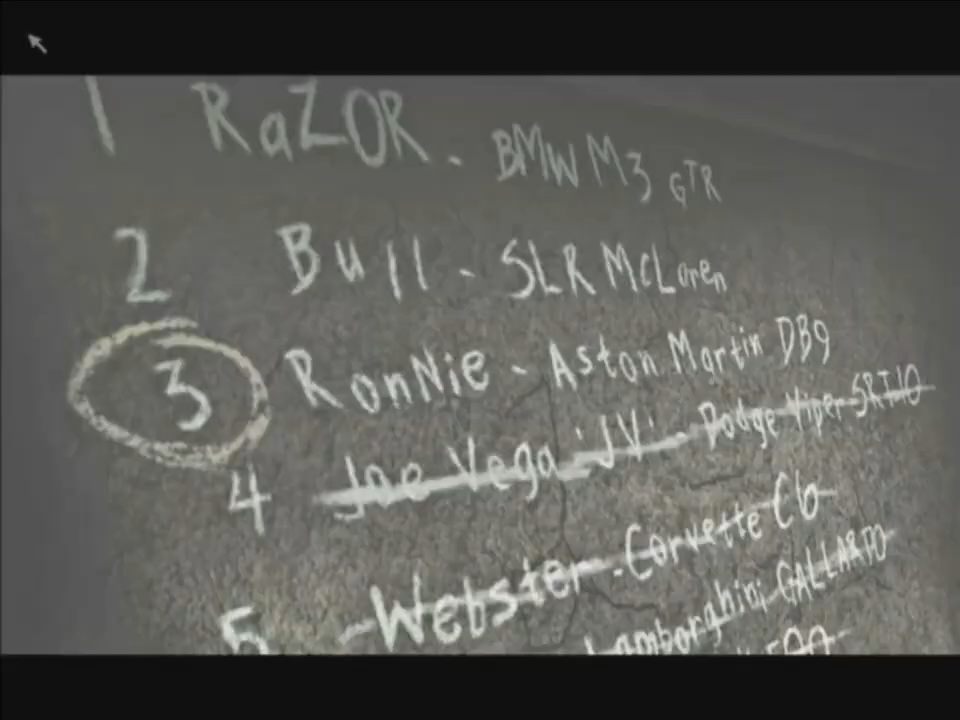 1 RaZOR - BMW M3 GTR
2 Bull - SLR McLaren
3 RonNie - Aston Martin DB9
4 Joe Vega 'JV' - Dodge Viper SRT10
5 Webster - Corvette C6
Lamborghini GALLARDO